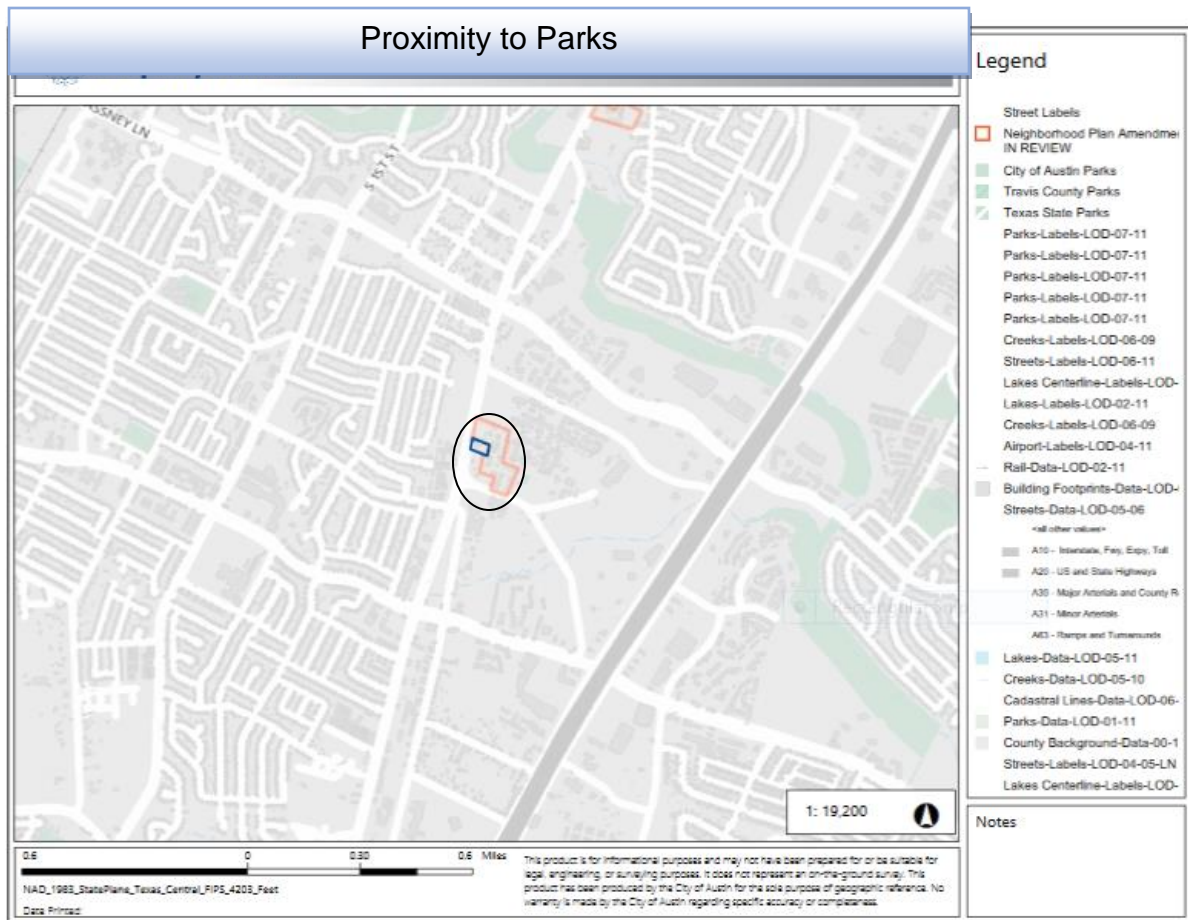 Proximity to Parks
SSNEY LN
S 1ST ST
1: 19,200
0.6
0
0.30
0.6 Miles
NAD_1983_StatePlane_Texas_Central_FIPS_4203_Feet
Date Printed:
This product is for informational purposes and may not have been prepared for or be suitable for
legal, engineering, or surveying purposes. It does not represent an on-the-ground survey. This
product has been produced by the City of Austin for the sole purpose of geographic reference. No
warranty is made by the City of Austin regarding specific accuracy or completeness.
Legend
Street Labels
Neighborhood Plan Amendme
IN REVIEW
City of Austin Parks
Travis County Parks
Texas State Parks
Parks-Labels-LOD-07-11
Parks-Labels-LOD-07-11
Parks-Labels-LOD-07-11
Parks-Labels-LOD-07-11
Parks-Labels-LOD-07-11
Creeks-Labels-LOD-06-09
Streets-Labels-LOD-06-11
Lakes Centerline-Labels-LOD-
Lakes-Labels-LOD-02-11
Creeks-Labels-LOD-06-09
Airport-Labels-LOD-04-11
Rail-Data-LOD-02-11
Building Footprints-Data-LOD-
Streets-Data-LOD-05-06
<all other values>
A10 - Interstate, Fwy, Expy, Toll
A20 - US and State Highways
A30 - Major Arterials and County R
A31 - Minor Arterials
A63 - Ramps and Turnarounds
Lakes-Data-LOD-05-11
Creeks-Data-LOD-05-10
Cadastral Lines-Data-LOD-06-
Parks-Data-LOD-01-11
County Background-Data-00-1
Streets-Labels-LOD-04-05-LN
Lakes Centerline-Labels-LOD-
Notes